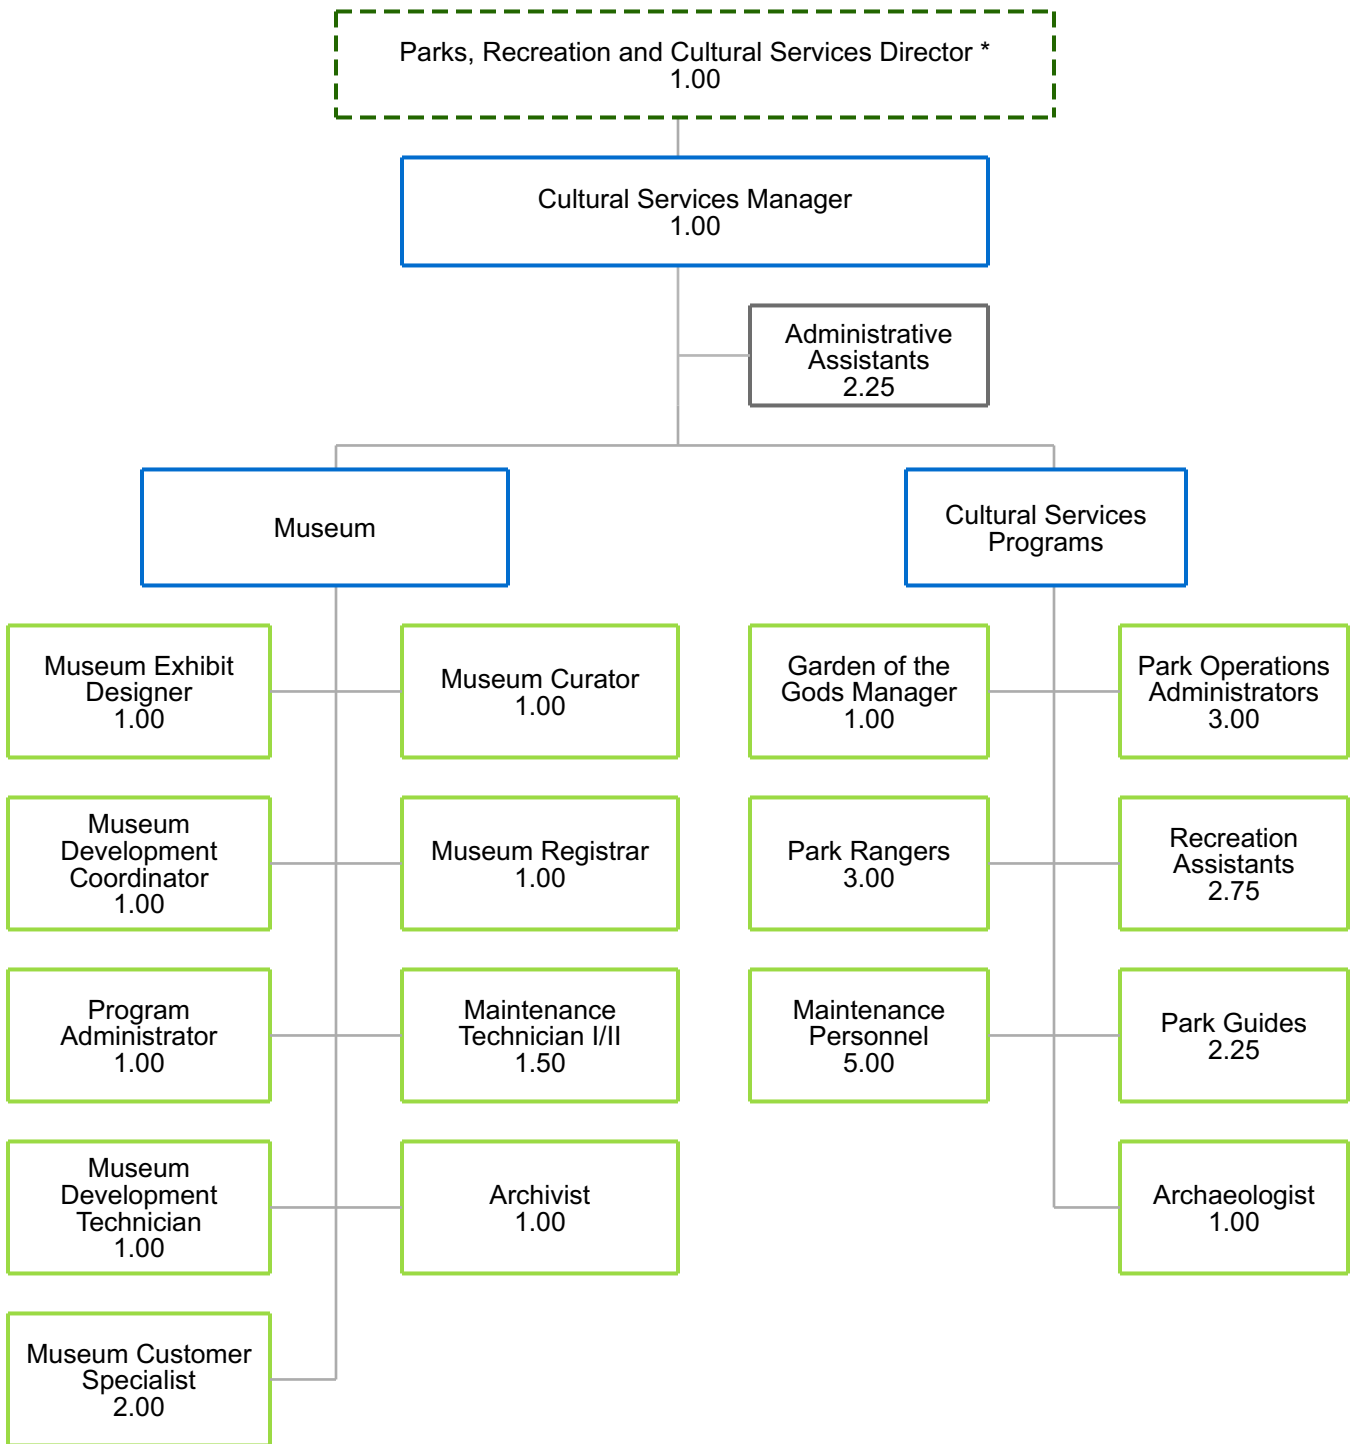 Parks, Recreation and Cultural Services Director *
1.00
Cultural Services Manager
1.00
Administrative
Assistants
2.25
Museum
Cultural Services
Programs
Museum Exhibit
Designer
1.00
Museum Curator
1.00
Garden of the
Gods Manager
1.00
Park Operations
Administrators
3.00
Museum
Development
Coordinator
1.00
Museum Registrar
1.00
Park Rangers
3.00
Recreation
Assistants
2.75
Program
Administrator
1.00
Maintenance
Technician I/II
1.50
Maintenance
Personnel
5.00
Park Guides
2.25
Museum
Development
Technician
1.00
Archivist
1.00
Archaeologist
1.00
Museum Customer
Specialist
2.00